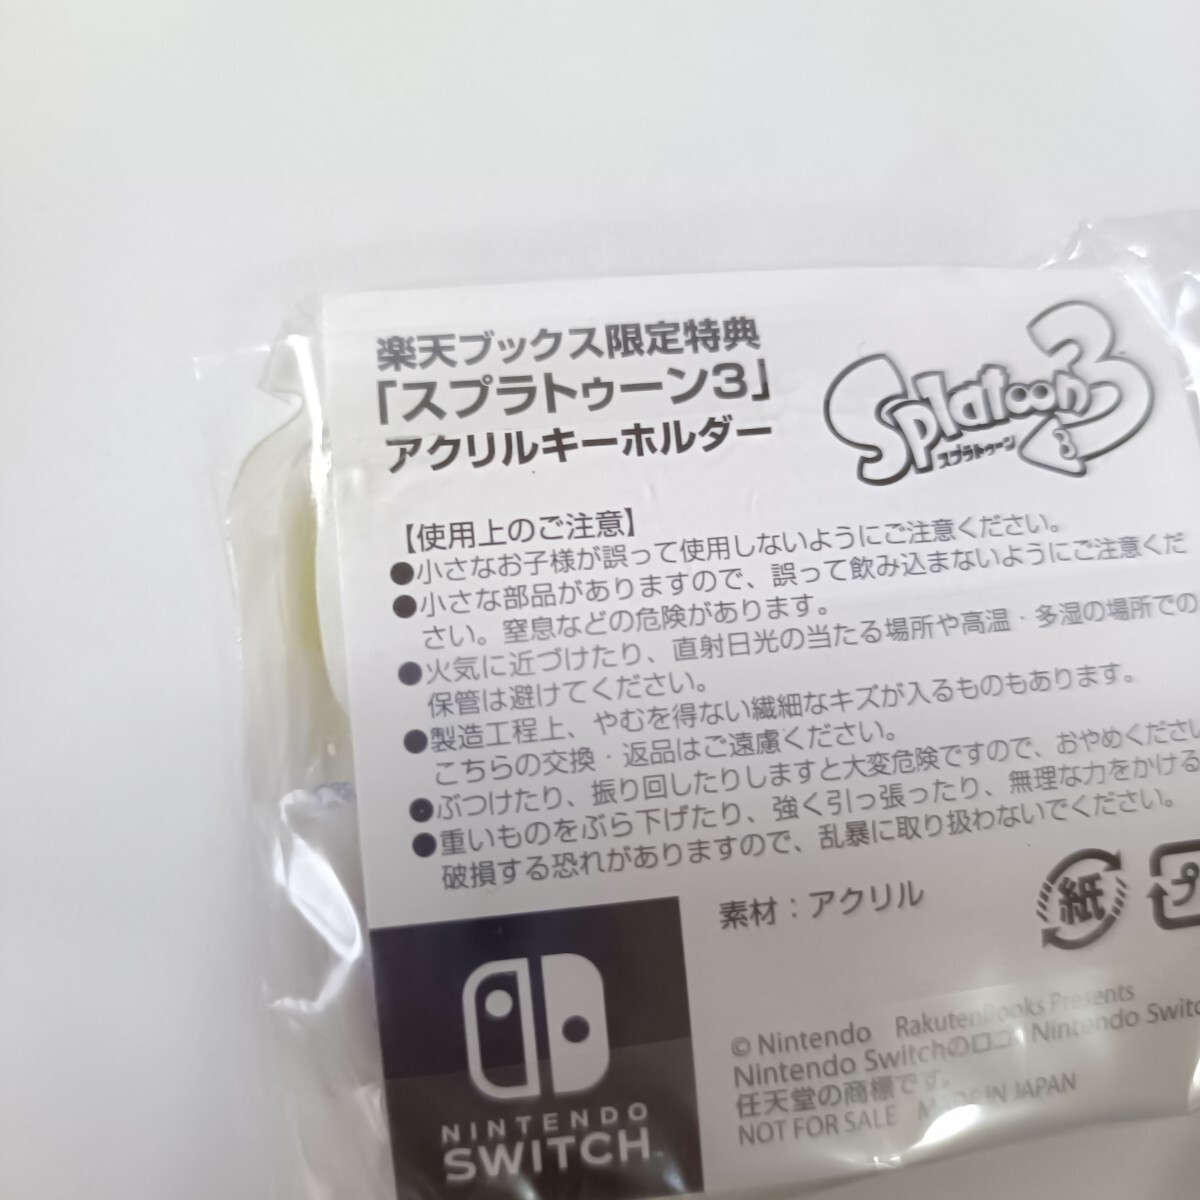 楽天ブックス限定特典
「スプラトゥーン3」
アクリルキーホルダー
Splatoon3
スプラトゥーン
3
【使用上のご注意】
●小さなお子様が誤って使用しないようにご注意ください。
●小さな部品がありますので、誤って飲み込まないようにご注意くだ
さい。窒息などの危険があります。
●火気に近づけたり、直射日光の当たる場所や高温・多湿の場所での
保管は避けてください。
●製造工程上、やむを得ない繊細なキズが入るものもあります。
こちらの交換・返品はご遠慮ください。
●ぶつけたり、振り回したりしますと大変危険ですので、おやめくださ
●重いものをぶら下げたり、強く引っ張ったり、無理な力をかける
破損する恐れがありますので、乱暴に取り扱わないでください。
素材：アクリル
紙
プ
NINTENDO
SWITCH
© Nintendo RakutenBooks Presents
Nintendo Switchのロゴ Nintendo Switc
任天堂の商標です。
NOT FOR SALE MADE IN JAPAN